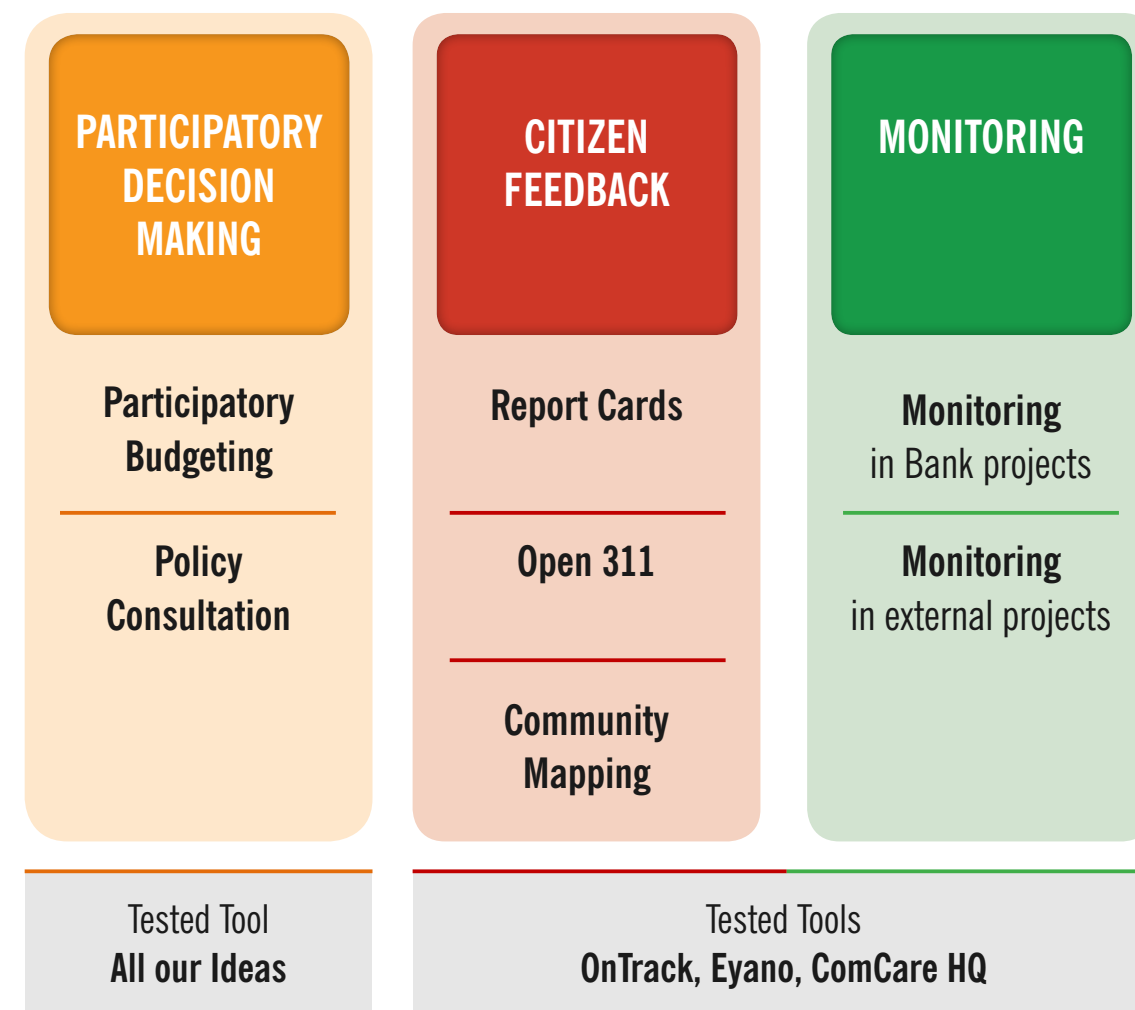 PARTICIPATORY
DECISION
MAKING
Participatory
Budgeting
Policy
Consultation
Tested Tool
All our Ideas
CITIZEN
FEEDBACK
Report Cards
Open 311
Community
Mapping
MONITORING
Monitoring
in Bank projects
Monitoring
in external projects
Tested Tools
OnTrack, Eyano, ComCare HQ